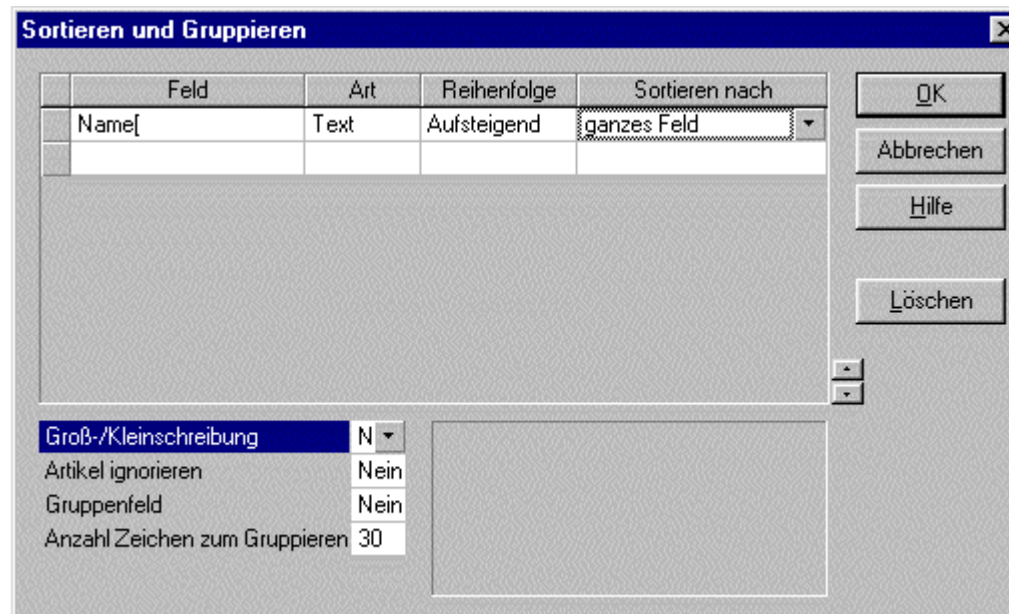 Sortieren und Gruppieren
Feld Art Reihenfolge Sortieren nach
Name[ Text Aufsteigend ganzes Feld
OK
Abbrechen
Hilfe
Löschen
Groß-/Kleinschreibung N
Artikel ignorieren Nein
Gruppenfeld Nein
Anzahl Zeichen zum Gruppieren 30